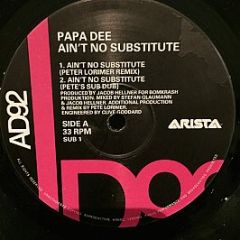 PAPA DEE
AIN'T NO SUBSTITUTE
1. AIN'T NO SUBSTITUTE
(PETER LORIMER REMIX)
2. AIN'T NO SUBSTITUTE
(PETE'S SUB DUB)
PRODUCED BY JACOB HELLNER FOR BOMKRASH
PRODUCTION. MIXED BY STEFAN GLAUMANN
& JACOB HELLNER. ADDITIONAL PRODUCTION
& REMIX BY PETE LORIMER.
ENGINEERED BY CLIVE GODDARD
SIDE A
33 RPM
SUB 1
ARISTA
AD92
D9